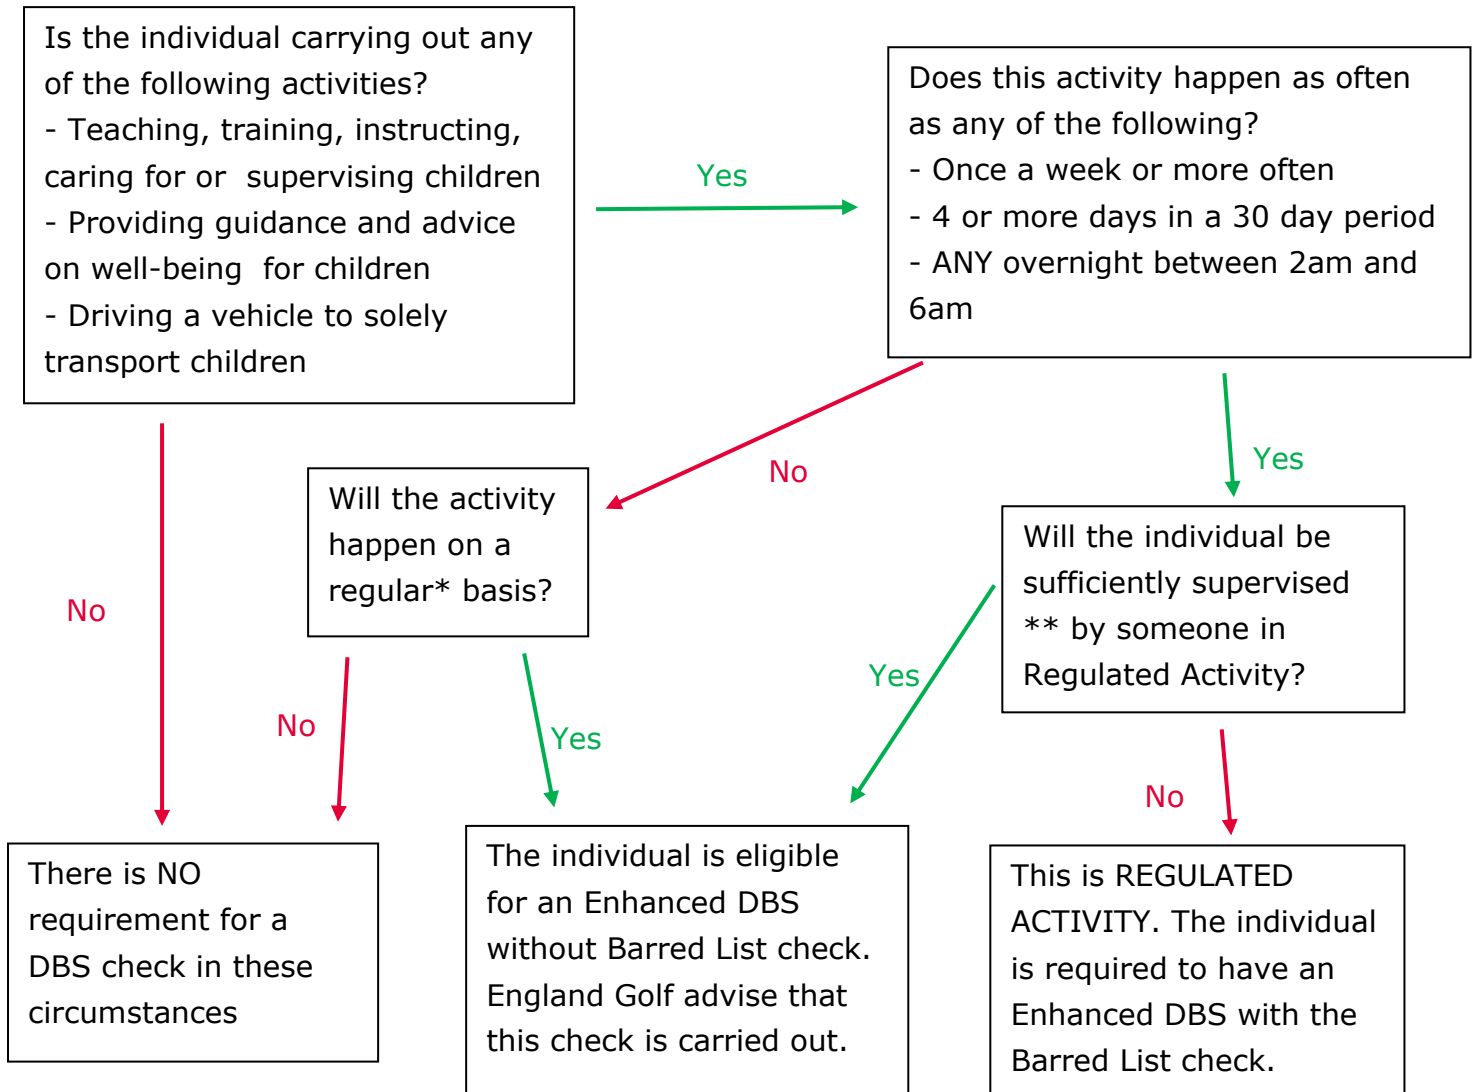 Is the individual carrying out any
of the following activities?
- Teaching, training, instructing,
caring for or  supervising children
- Providing guidance and advice
on well-being  for children
- Driving a vehicle to solely
transport children
Yes
Does this activity happen as often
as any of the following?
- Once a week or more often
- 4 or more days in a 30 day period
- ANY overnight between 2am and
6am
No
No
Will the activity
happen on a
regular* basis?
Yes
Will the individual be
sufficiently supervised
** by someone in
Regulated Activity?
No
Yes
Yes
No
There is NO
requirement for a
DBS check in these
circumstances
The individual is eligible
for an Enhanced DBS
without Barred List check.
England Golf advise that
this check is carried out.
This is REGULATED
ACTIVITY. The individual
is required to have an
Enhanced DBS with the
Barred List check.